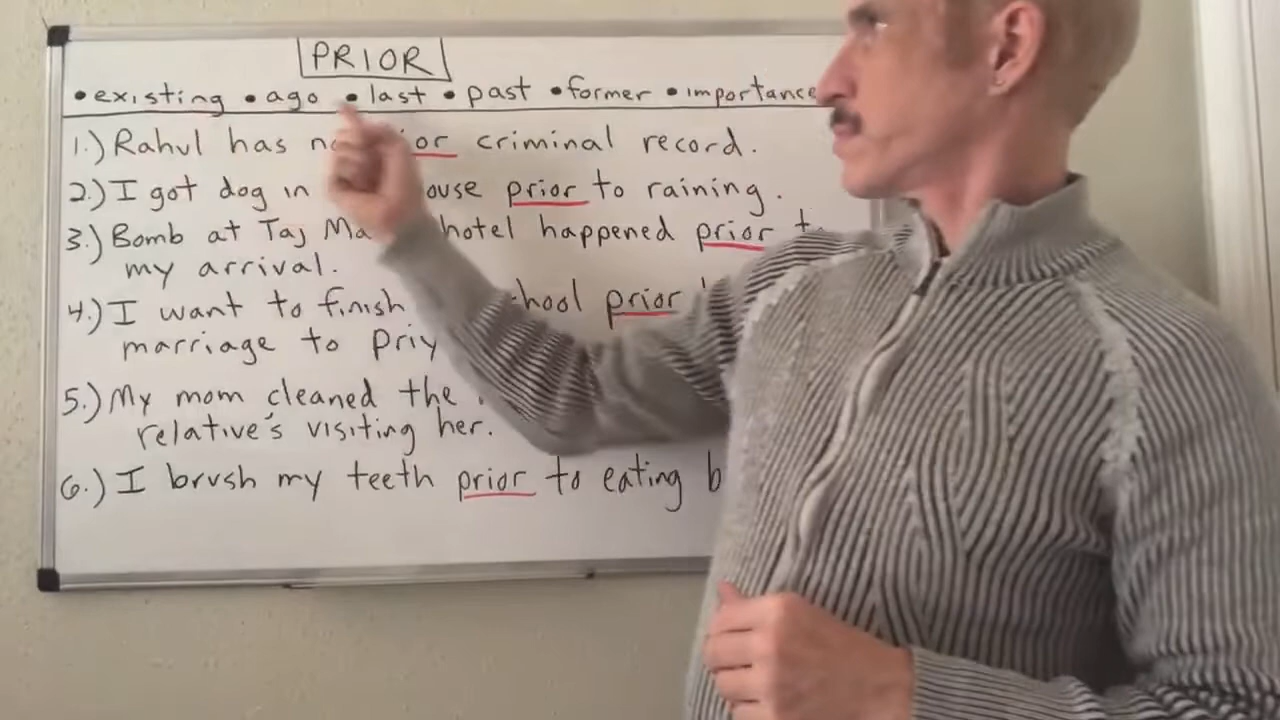 PRIOR
• existing • ago • last • past • former • importance
1.) Rahul has criminal record.
2.) I got dog in prior to raining.
3.) Bomb at Taj hotel happened prior
my arrival.
4.) I want to finish prior
marriage to
5.) My mom cleaned the
relative's visiting her.
6.) I brush my teeth prior to eating